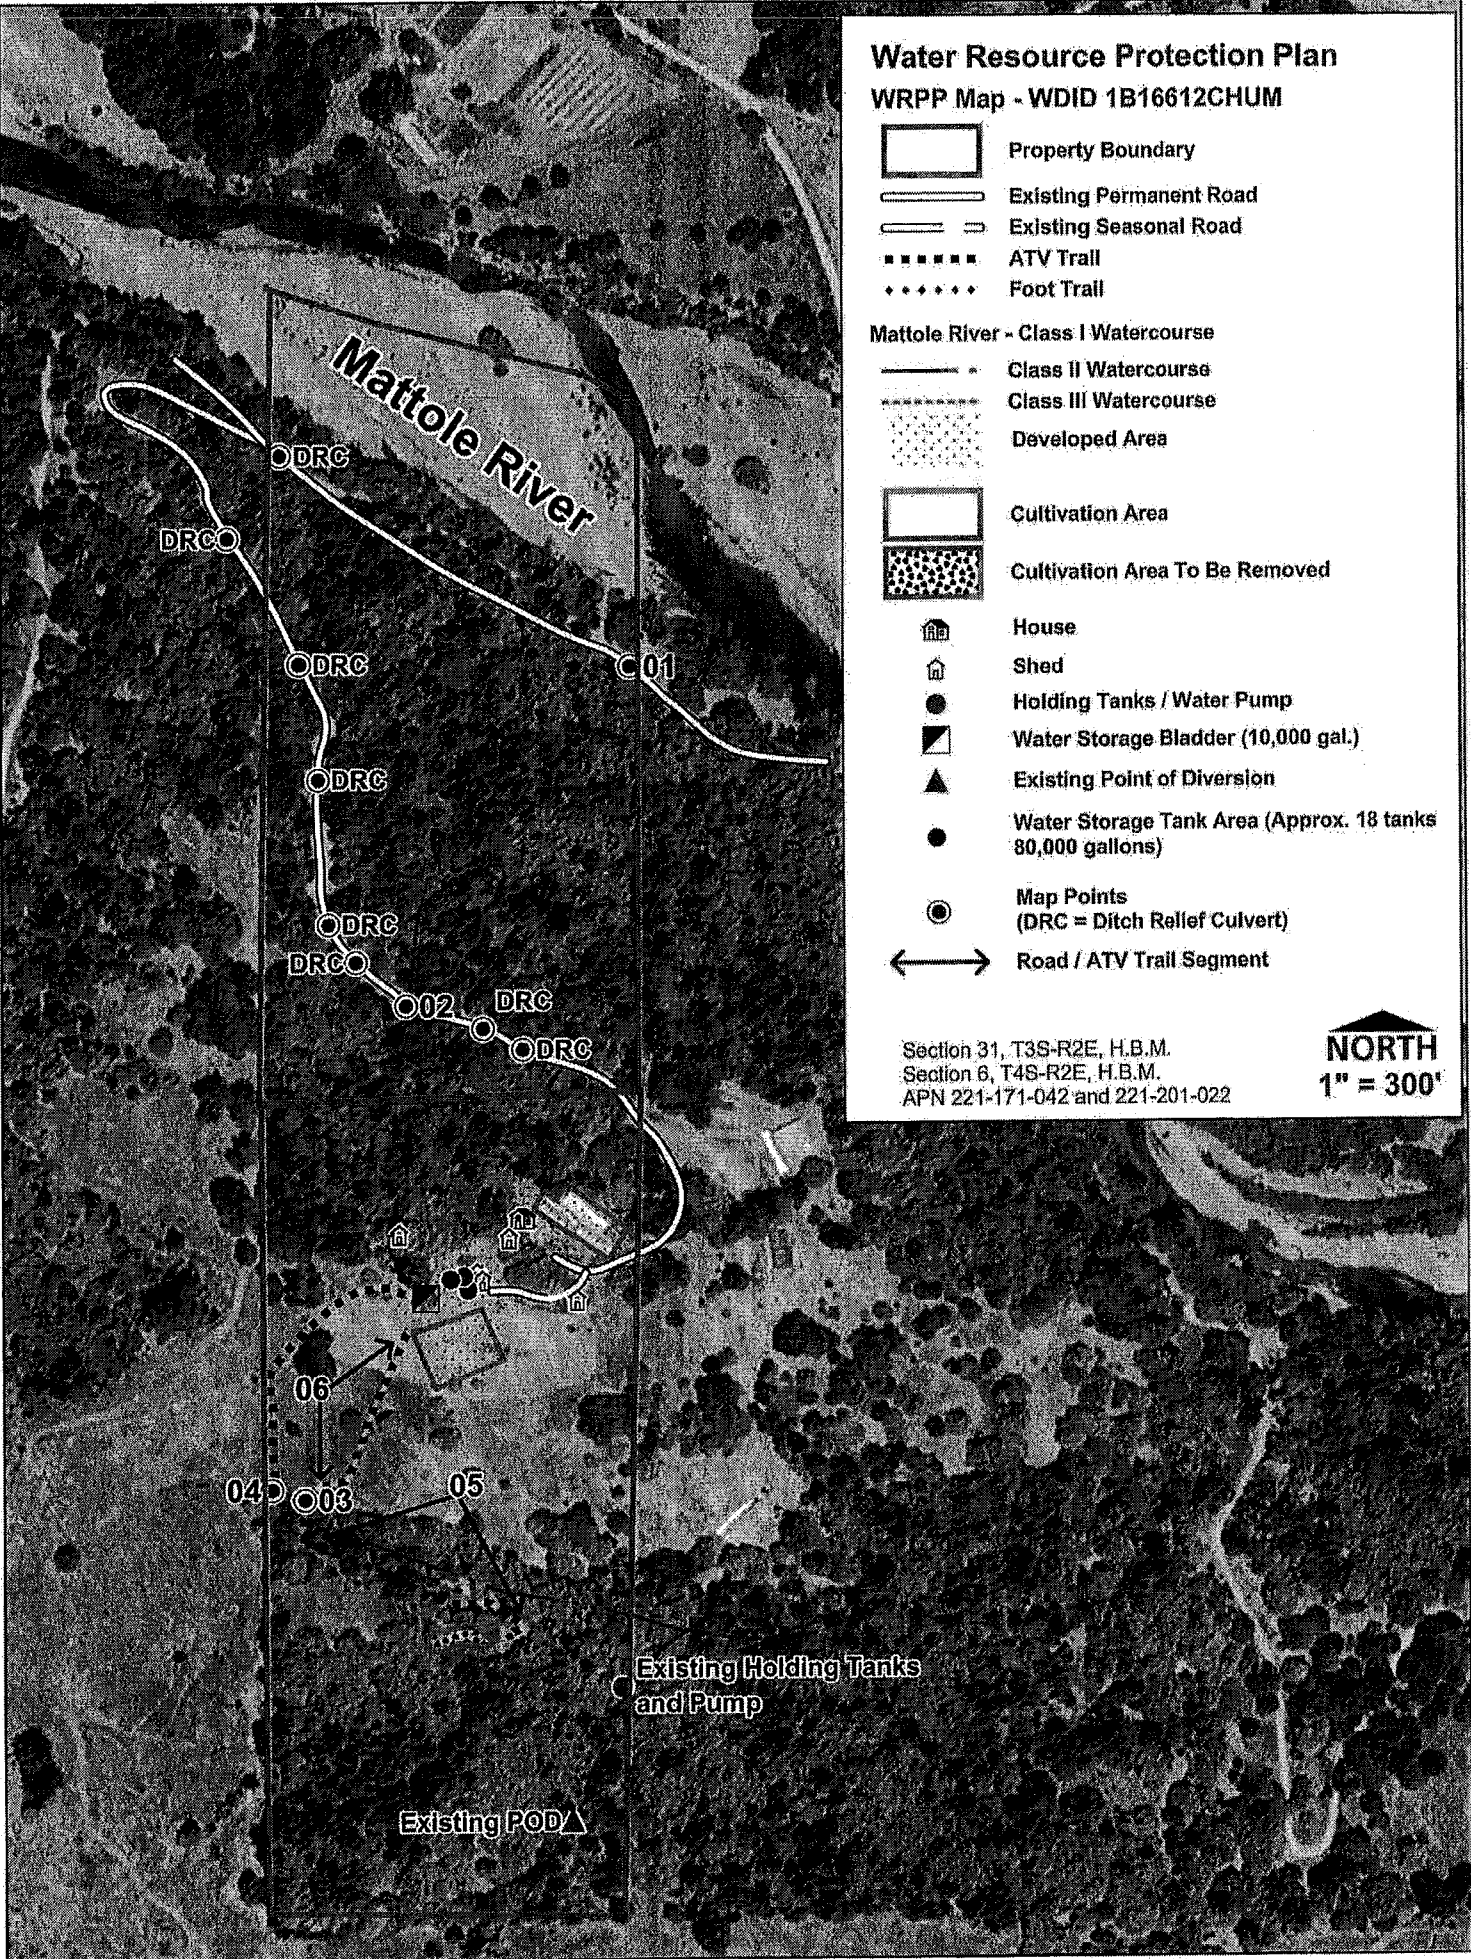 Water Resource Protection Plan
WRPP Map - WDID 1B16612CHUM
Property Boundary
Existing Permanent Road
Existing Seasonal Road
ATV Trail
Foot Trail
Mattole River - Class I Watercourse
Class II Watercourse
Class III Watercourse
Developed Area
Cultivation Area
Cultivation Area To Be Removed
House
Shed
Holding Tanks / Water Pump
Water Storage Bladder (10,000 gal.)
Existing Point of Diversion
Water Storage Tank Area (Approx. 18 tanks
80,000 gallons)
Map Points
(DRC = Ditch Relief Culvert)
Road / ATV Trail Segment
Section 31, T3S-R2E, H.B.M.
Section 6, T4S-R2E, H.B.M.
APN 221-171-042 and 221-201-022
NORTH
1" = 300'
Mattole River
DRC
DRC
DRC
01
DRC
DRC
DRC
02
DRC
DRC
06
04
03
05
Existing Holding Tanks
and Pump
Existing POD